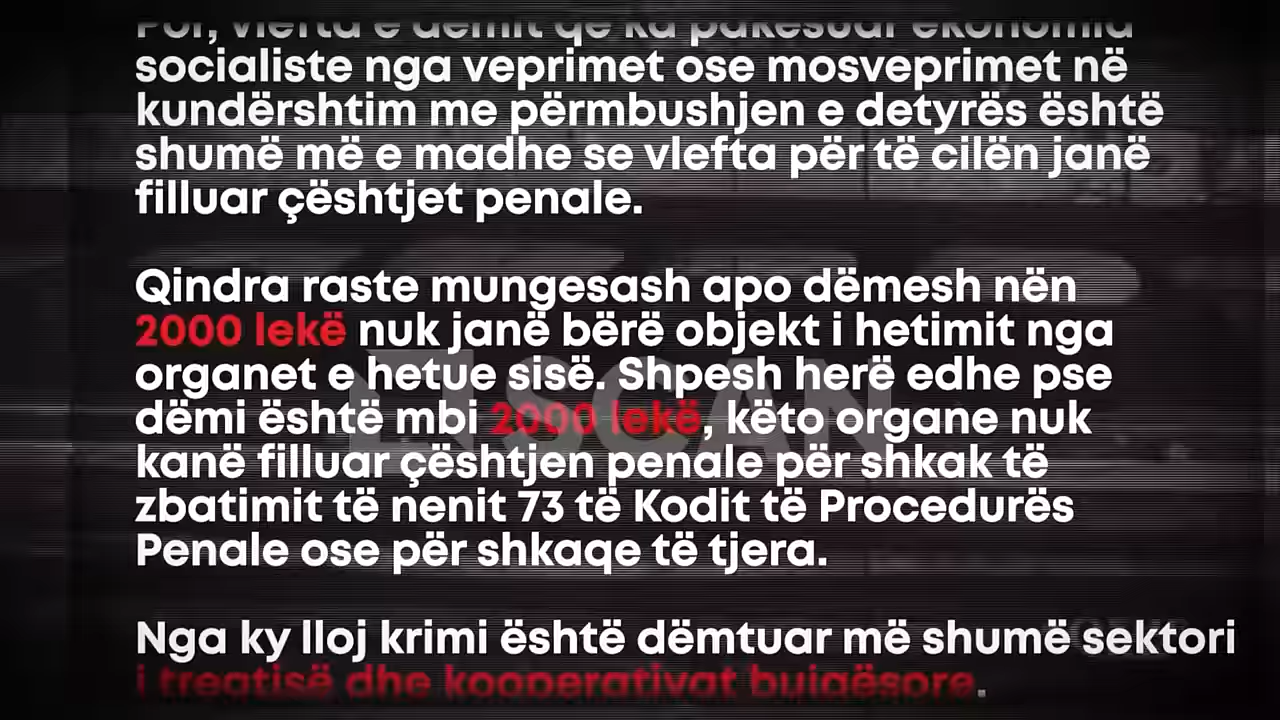 Por, vlefta e dëmit që ka pakësuar ekonomia
socialiste nga veprimet ose mosveprimet në
kundërshtim me përmbushjen e detyrës është
shumë më e madhe se vlefta për të cilën janë
filluar çështjet penale.
Qindra raste mungesash apo dëmesh nën
2000 lekë nuk janë bërë objekt i hetimit nga
organet e hetue sisë. Shpesh herë edhe pse
dëmi është mbi 2000 lekë, këto organe nuk
kanë filluar çështjen penale për shkak të
zbatimit të nenit 73 të Kodit të Procedurës
Penale ose për shkaqe të tjera.
Nga ky lloj krimi është dëmtuar më shumë sektori
i tregtisë dhe kooperativat bujqësore.
SCAN